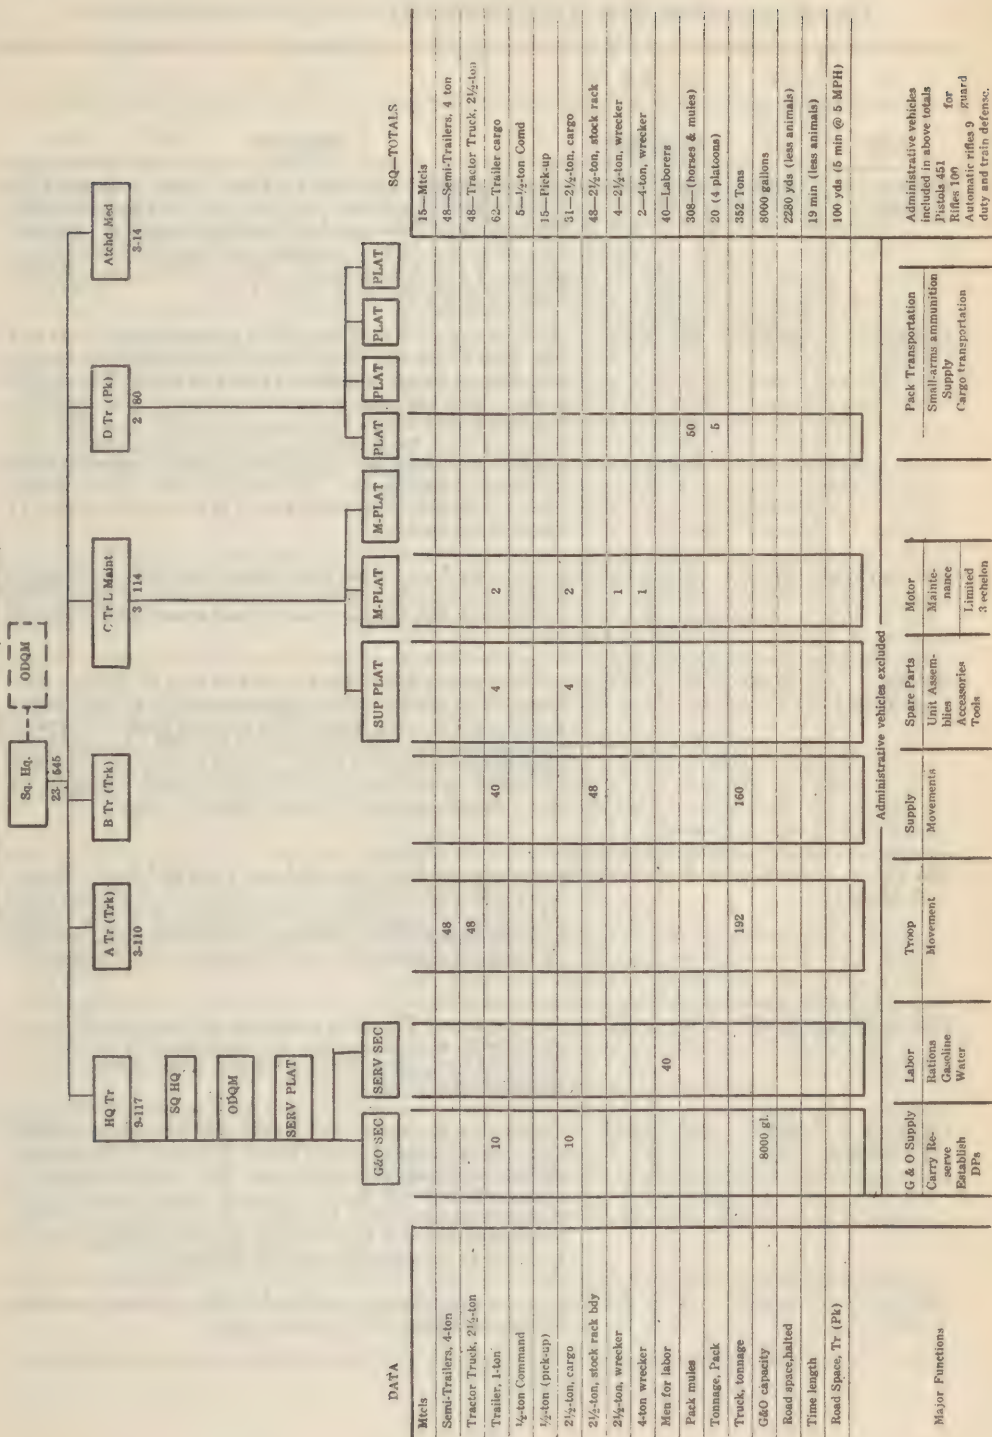 Sq. Hq.
ODQM
23 545
HQ Tr
9-117
A Tr (Trk)
3-110
B Tr (Trk)
C Tr L Maint
3 114
D Tr (Pk)
2 80
Atchd Med
3-14
SQ HQ
ODQM
SERV PLAT
G&O SEC
SERV SEC
SUP PLAT
M-PLAT
M-PLAT
PLAT
PLAT
PLAT
PLAT
DATA
SQ—TOTALS
Mtcls 15—Mtcls
Semi-Trailers, 4-ton 48 48—Semi-Trailers, 4 ton
Tractor Truck, 2½-ton 48 48—Tractor Truck, 2½-ton
Trailer, 1-ton 10 40 4 2 62—Trailer cargo
½-ton Command 5—½-ton Comd
½-ton (pick-up) 15—Pick-up
2½-ton, cargo 10 4 2 31—2½-ton, cargo
2½-ton, stock rack bdy 48 48—2½-ton, stock rack
2½-ton, wrecker 1 4—2½-ton, wrecker
4-ton wrecker 1 2—4-ton, wrecker
Men for labor 40 40—Laborers
Pack mules 50 308—(horses & mules)
Tonnage, Pack 5 20 (4 platoons)
Truck, tonnage 192 160 352 Tons
G&O capacity 8000 gl. 8000 gallons
Road space,halted 2280 yds (less animals)
Time length 19 min (less animals)
Road Space, Tr (Pk) 100 yds (5 min @ 5 MPH)
Administrative vehicles excluded
Major Functions
G & O Supply
Carry Re-
serve
Establish
DPs
Labor
Rations
Gasoline
Water
Troop
Movement
Supply
Movements
Spare Parts
Unit Assem-
blies
Accessories
Tools
Motor
Mainte-
nance
Limited
3 echelon
Pack Transportation
Small-arms ammunition
Supply
Cargo transportation
Administrative vehicles
included in above totals
Pistols 451
Rifles 100 for
Automatic rifles 9 guard
duty and train defense.